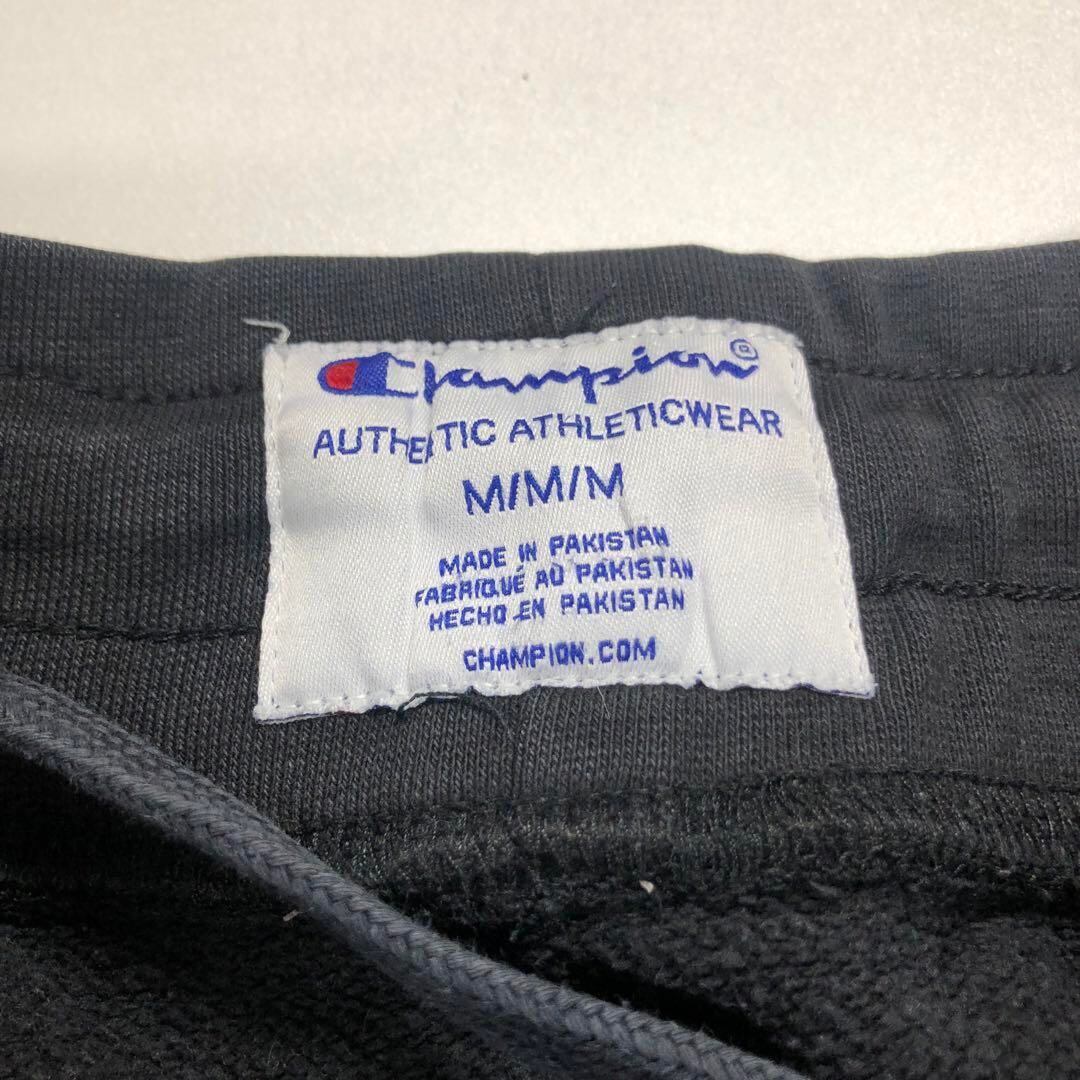 Champion®
AUTHENTIC ATHLETICWEAR
M/M/M
MADE IN PAKISTAN
FABRIQUÉ AU PAKISTAN
HECHO EN PAKISTAN
CHAMPION.COM